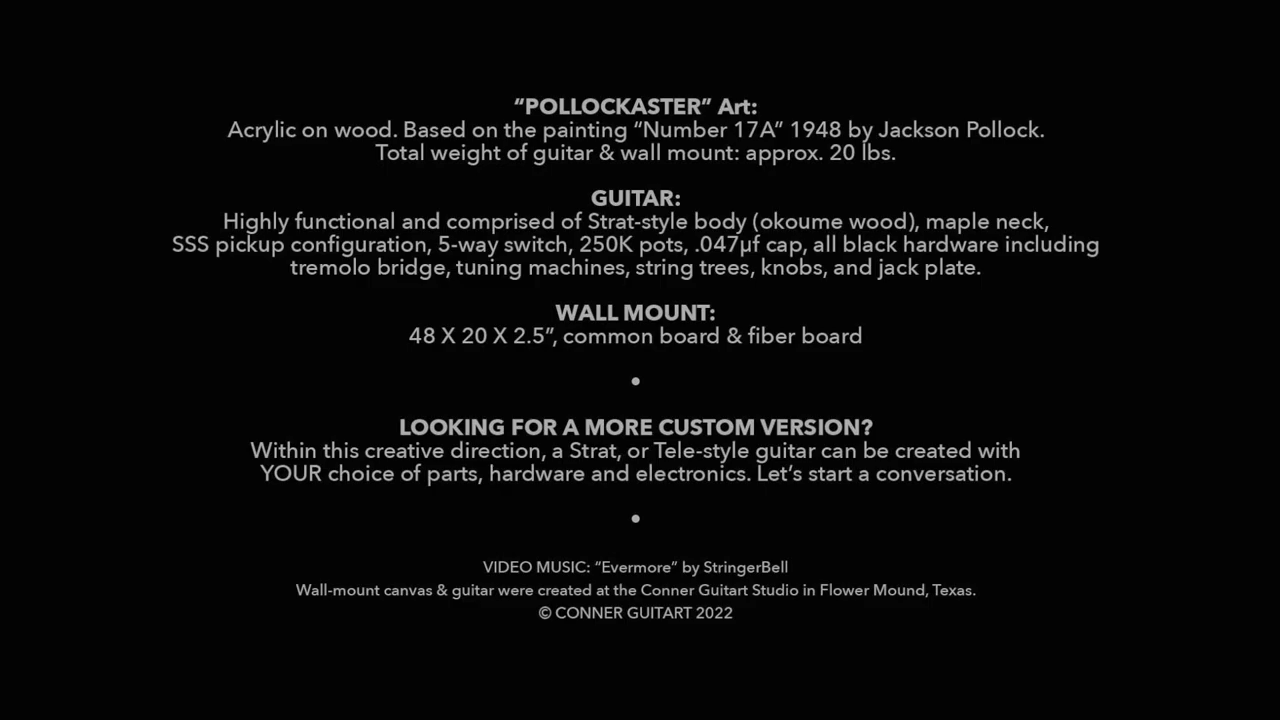 “POLLOCKASTER” Art:
Acrylic on wood. Based on the painting “Number 17A” 1948 by Jackson Pollock.
Total weight of guitar & wall mount: approx. 20 lbs.
GUITAR:
Highly functional and comprised of Strat-style body (okoume wood), maple neck,
SSS pickup configuration, 5-way switch, 250K pots, .047µf cap, all black hardware including
tremolo bridge, tuning machines, string trees, knobs, and jack plate.
WALL MOUNT:
48 X 20 X 2.5”, common board & fiber board
•
LOOKING FOR A MORE CUSTOM VERSION?
Within this creative direction, a Strat, or Tele-style guitar can be created with
YOUR choice of parts, hardware and electronics. Let’s start a conversation.
•
VIDEO MUSIC: “Evermore” by StringerBell
Wall-mount canvas & guitar were created at the Conner Guitart Studio in Flower Mound, Texas.
© CONNER GUITART 2022